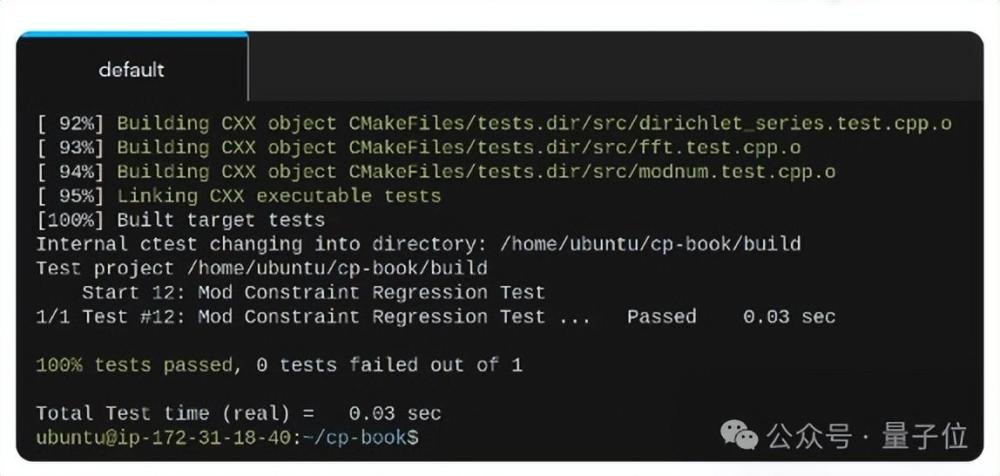 default
[ 92%] Building CXX object CMakeFiles/tests.dir/src/dirichlet_series.test.cpp.o
[ 93%] Building CXX object CMakeFiles/tests.dir/src/fft.test.cpp.o
[ 94%] Building CXX object CMakeFiles/tests.dir/src/modnum.test.cpp.o
[ 95%] Linking CXX executable tests
[100%] Built target tests
Internal ctest changing into directory: /home/ubuntu/cp-book/build
Test project /home/ubuntu/cp-book/build
    Start 12: Mod Constraint Regression Test
1/1 Test #12: Mod Constraint Regression Test ...   Passed    0.03 sec
100% tests passed, 0 tests failed out of 1
Total Test time (real) =   0.03 sec
ubuntu@ip-172-31-18-40:~/cp-book$
公众号·量子位